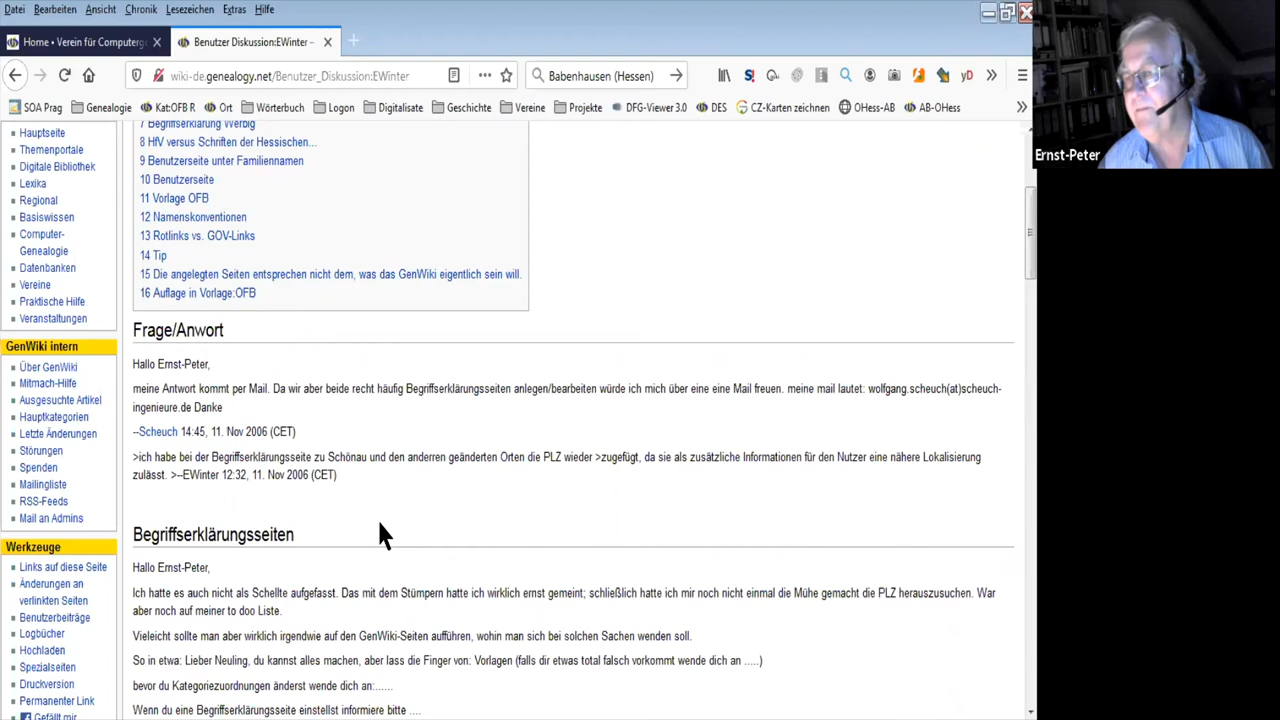 Datei Bearbeiten Ansicht Chronik Lesezeichen Extras Hilfe
Home • Verein für Computerge
Benutzer Diskussion:EWinter –
wiki-de.genealogy.net/Benutzer_Diskussion:EWinter
Babenhausen (Hessen)
SOA Prag Genealogie Kat:OFB R Ort Wörterbuch Logon Digitalisate Geschichte Vereine Projekte DFG-Viewer 3.0 DES CZ-Karten zeichnen OHess-AB AB-OHess
Hauptseite
Themenportale
Digitale Bibliothek
Lexika
Regional
Basiswissen
Computer-
Genealogie
Datenbanken
Vereine
Praktische Hilfe
Veranstaltungen
GenWiki intern
Über GenWiki
Mitmach-Hilfe
Ausgesuchte Artikel
Hauptkategorien
Letzte Änderungen
Störungen
Spenden
Mailingliste
RSS-Feeds
Mail an Admins
Werkzeuge
Links auf diese Seite
Änderungen an
verlinkten Seiten
Benutzerbeiträge
Logbücher
Hochladen
Spezialseiten
Druckversion
Permanenter Link
Gefällt mir
7 Begriffserklärung Werbig
8 HfV versus Schriften der Hessischen...
9 Benutzerseite unter Familiennamen
10 Benutzerseite
11 Vorlage OFB
12 Namenskonventionen
13 Rotlinks vs. GOV-Links
14 Tip
15 Die angelegten Seiten entsprechen nicht dem, was das GenWiki eigentlich sein will.
16 Auflage in Vorlage:OFB
Frage/Anwort
Hallo Ernst-Peter,
meine Antwort kommt per Mail. Da wir aber beide recht häufig Begriffserklärungsseiten anlegen/bearbeiten würde ich mich über eine eine Mail freuen. meine mail lautet: wolfgang.scheuch(at)scheuch-
ingenieure.de Danke
--Scheuch 14:45, 11. Nov 2006 (CET)
>ich habe bei der Begriffserklärungsseite zu Schönau und den anderren geänderten Orten die PLZ wieder >zugefügt, da sie als zusätzliche Informationen für den Nutzer eine nähere Lokalisierung
zulässt. >--EWinter 12:32, 11. Nov 2006 (CET)
Begriffserklärungsseiten
Hallo Ernst-Peter,
Ich hatte es auch nicht als Schellte aufgefasst. Das mit dem Stümpern hatte ich wirklich ernst gemeint; schließlich hatte ich mir noch nicht einmal die Mühe gemacht die PLZ herauszusuchen. War
aber noch auf meiner to doo Liste.
Vieleicht sollte man aber wirklich irgendwie auf den GenWiki-Seiten aufführen, wohin man sich bei solchen Sachen wenden soll.
So in etwa: Lieber Neuling, du kannst alles machen, aber lass die Finger von: Vorlagen (falls dir etwas total falsch vorkommt wende dich an .....)
bevor du Kategoriezuordnungen änderst wende dich an:......
Wenn du eine Begriffserklärungsseite einstellst informiere bitte ....
Ernst-Peter